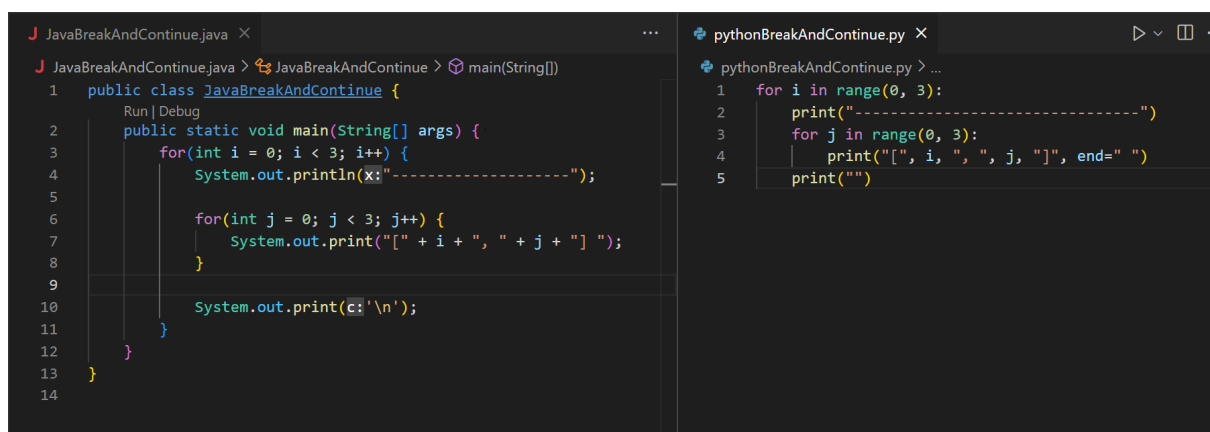 JavaBreakAndContinue.java
JavaBreakAndContinue.java > JavaBreakAndContinue > main(String[])
1 public class JavaBreakAndContinue {
Run | Debug
2 public static void main(String[] args) {
3 for(int i = 0; i < 3; i++) {
4 System.out.println(x:"--------------------");
5
6 for(int j = 0; j < 3; j++) {
7 System.out.print("[" + i + ", " + j + "] ");
8 }
9
10 System.out.print(c:'\n');
11 }
12 }
13 }
14
pythonBreakAndContinue.py
pythonBreakAndContinue.py > ...
1 for i in range(0, 3):
2 print("--------------------------------")
3 for j in range(0, 3):
4 print("[", i, ", ", j, "]", end=" ")
5 print("")